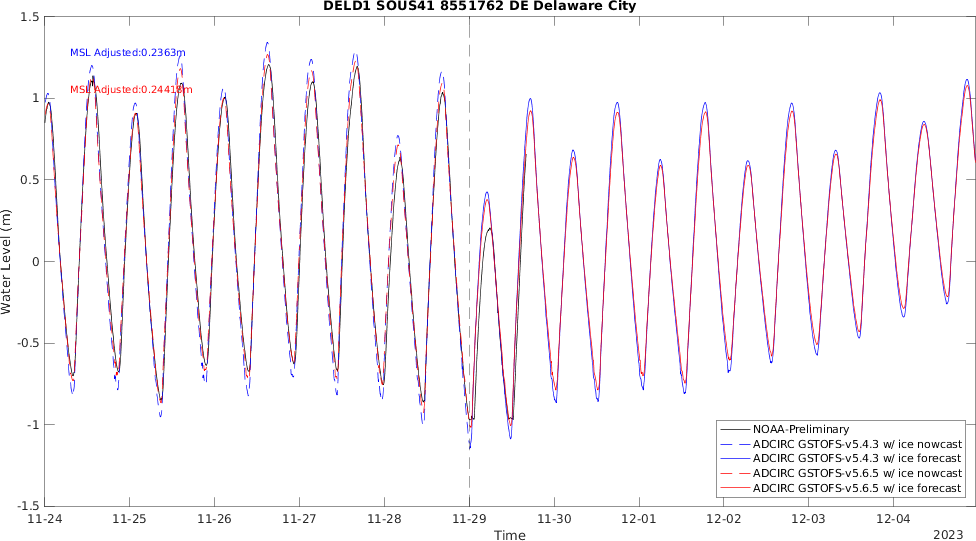 DELD1 SOUS41 8551762 DE Delaware City
1.5
MSL Adjusted:0.2363m
MSL Adjusted:0.24419m
1
0.5
0
-0.5
-1
-1.5
Water Level (m)
NOAA-Preliminary
ADCIRC GSTOFS-v5.4.3 w/ ice nowcast
ADCIRC GSTOFS-v5.4.3 w/ ice forecast
ADCIRC GSTOFS-v5.6.5 w/ ice nowcast
ADCIRC GSTOFS-v5.6.5 w/ ice forecast
11-24 11-25 11-26 11-27 11-28 11-29 11-30 12-01 12-02 12-03 12-04
Time
2023